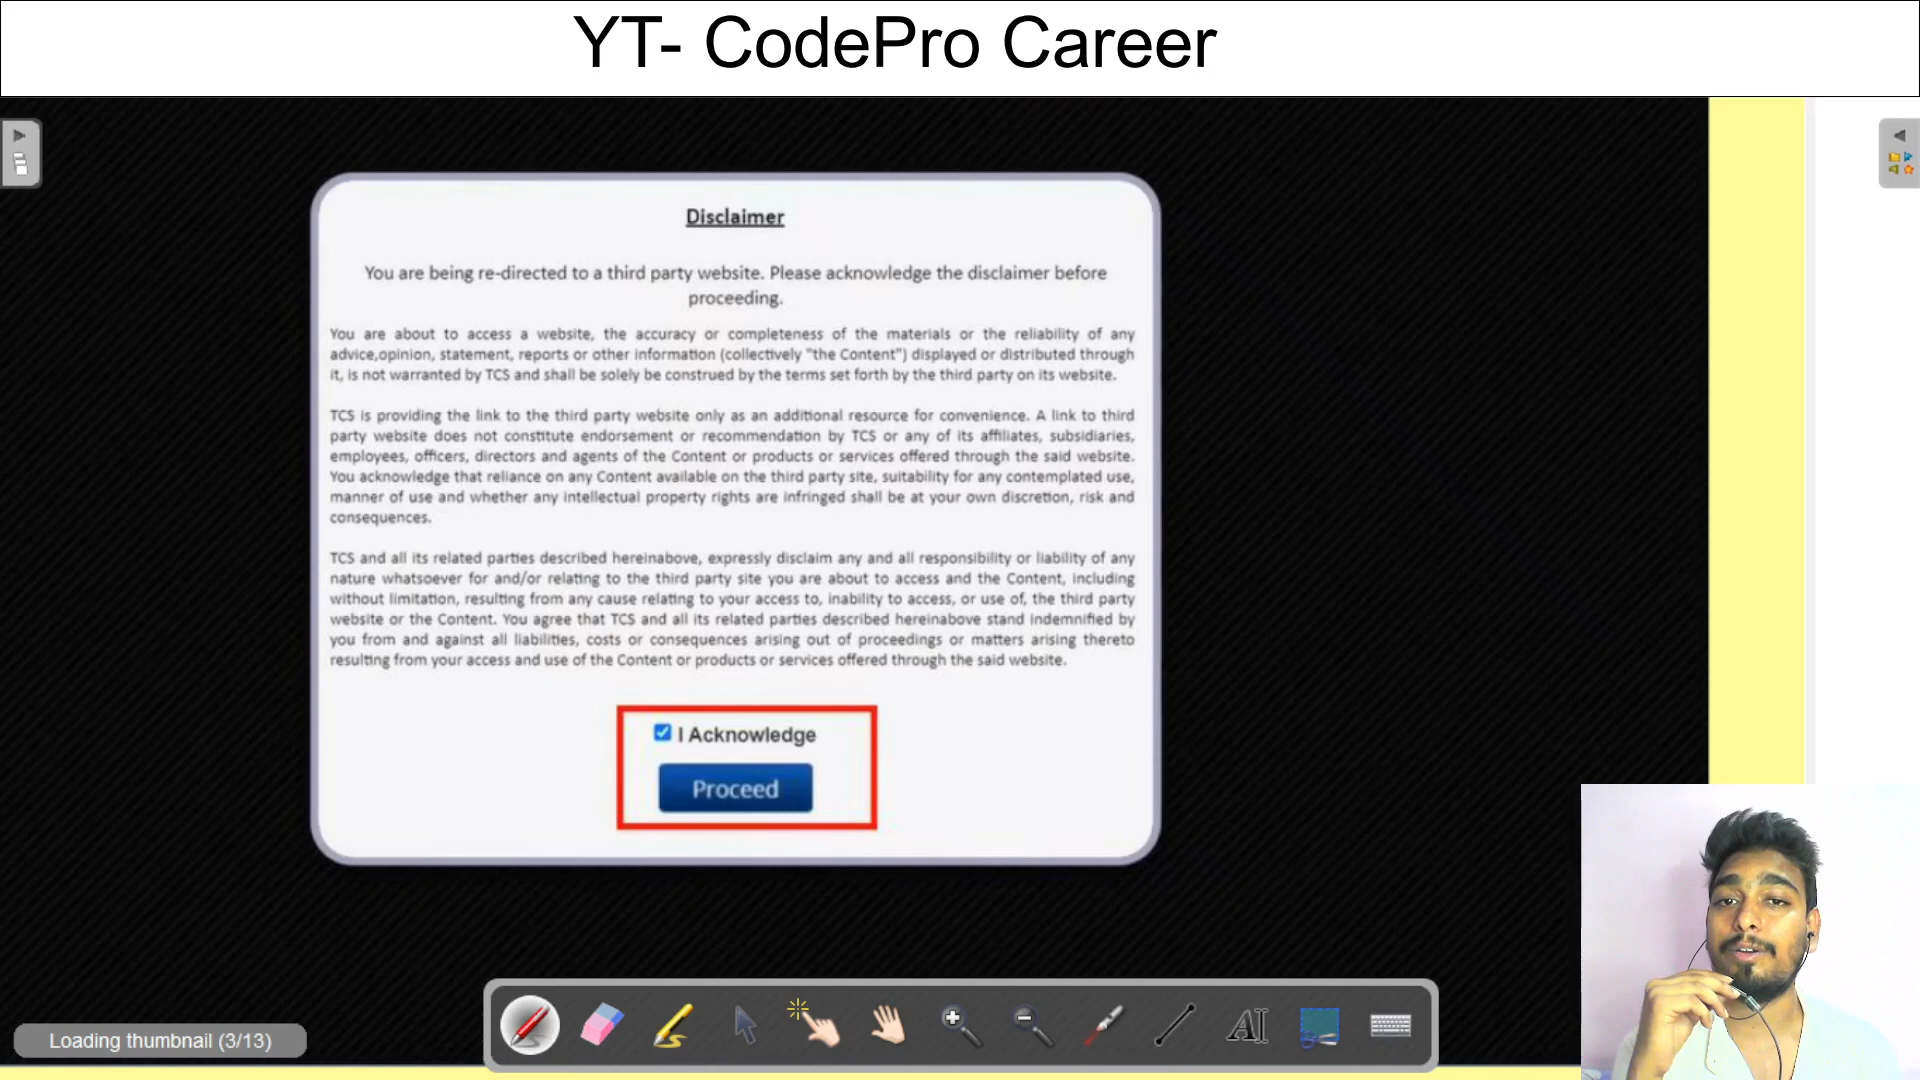 YT- CodePro Career
Disclaimer
You are being re-directed to a third party website. Please acknowledge the disclaimer before
proceeding.
You are about to access a website, the accuracy or completeness of the materials or the reliability of any
advice,opinion, statement, reports or other information (collectively "the Content") displayed or distributed through
it, is not warranted by TCS and shall be solely be construed by the terms set forth by the third party on its website.
TCS is providing the link to the third party website only as an additional resource for convenience. A link to third
party website does not constitute endorsement or recommendation by TCS or any of its affiliates, subsidiaries,
employees, officers, directors and agents of the Content or products or services offered through the said website.
You acknowledge that reliance on any Content available on the third party site, suitability for any contemplated use,
manner of use and whether any intellectual property rights are infringed shall be at your own discretion, risk and
consequences.
TCS and all its related parties described hereinabove, expressly disclaim any and all responsibility or liability of any
nature whatsoever for and/or relating to the third party site you are about to access and the Content, including
without limitation, resulting from any cause relating to your access to, inability to access, or use of, the third party
website or the Content. You agree that TCS and all its related parties described hereinabove stand indemnified by
you from and against all liabilities, costs or consequences arising out of proceedings or matters arising thereto
resulting from your access and use of the Content or products or services offered through the said website.
I Acknowledge
Proceed
Loading thumbnail (3/13)
AI